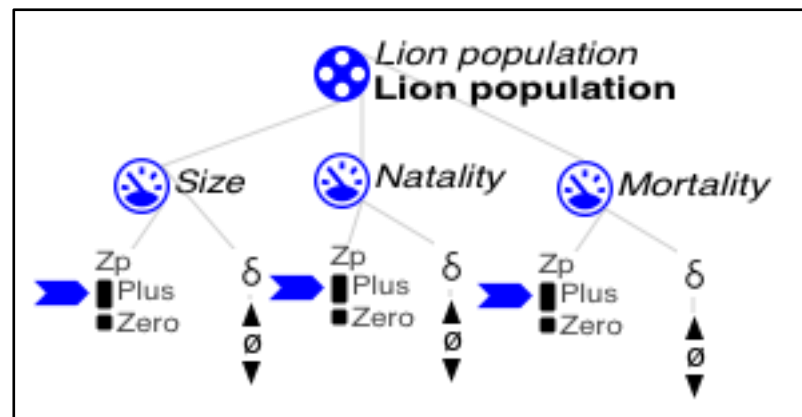 Lion population
Lion population
Size
Natality
Mortality
Zp
Plus
Zero
δ
ø
Zp
Plus
Zero
δ
ø
Zp
Plus
Zero
δ
ø